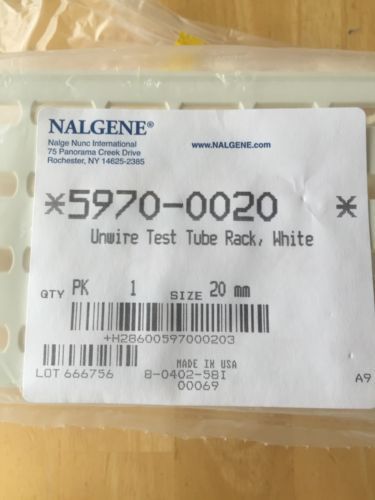 NALGENE®
Nalge Nunc International
75 Panorama Creek Drive
Rochester, NY 14625-2385
www.NALGENE.com
*5970-0020 *
Unwire Test Tube Rack, White
QTY PK 1 SIZE 20 mm
+H28600597000203
MADE IN USA
LOT 666756 8-0402-58I
00069 A9